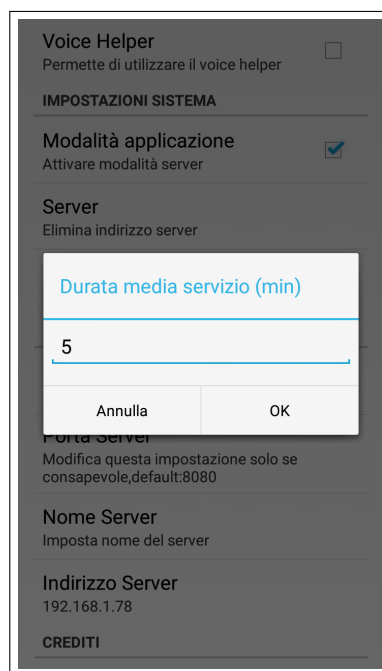 Voice Helper
Permette di utilizzare il voice helper
IMPOSTAZIONI SISTEMA
Modalità applicazione
Attivare modalità server
Server
Elimina indirizzo server
Durata media servizio (min)
5
Annulla
OK
Porta Server
Modifica questa impostazione solo se
consapevole,default:8080
Nome Server
Imposta nome del server
Indirizzo Server
192.168.1.78
CREDITI